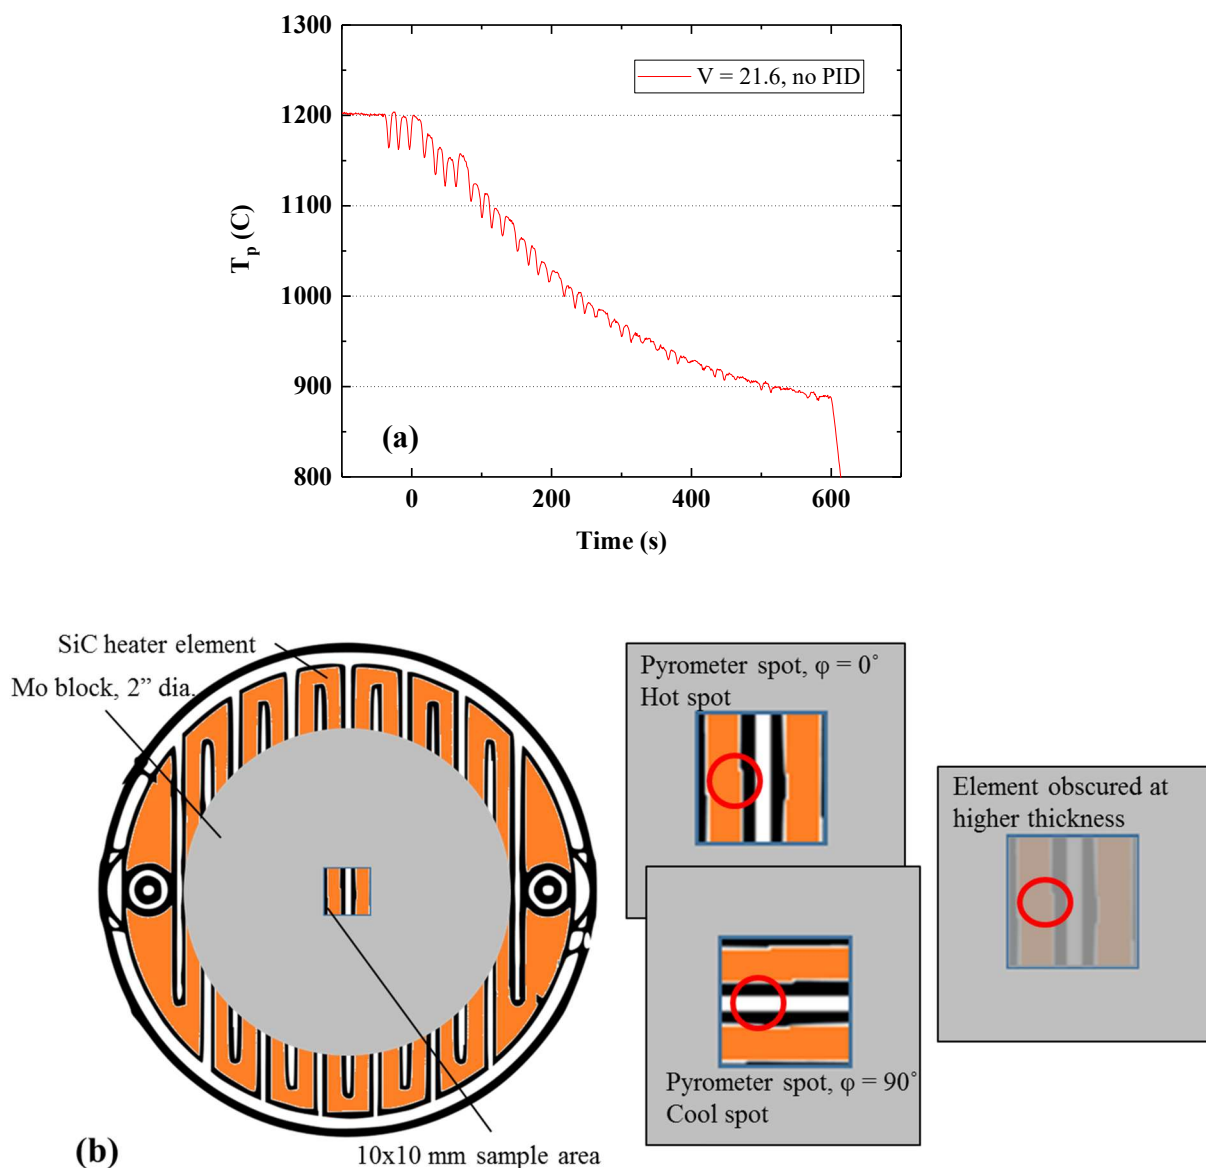 1300
1200
1100
1000
900
800
T_p (C)
V = 21.6, no PID
(a)
0
200
400
600
Time (s)
SiC heater element
Mo block, 2” dia.
10x10 mm sample area
(b)
Pyrometer spot, φ = 0˚
Hot spot
Pyrometer spot, φ = 90˚
Cool spot
Element obscured at
higher thickness